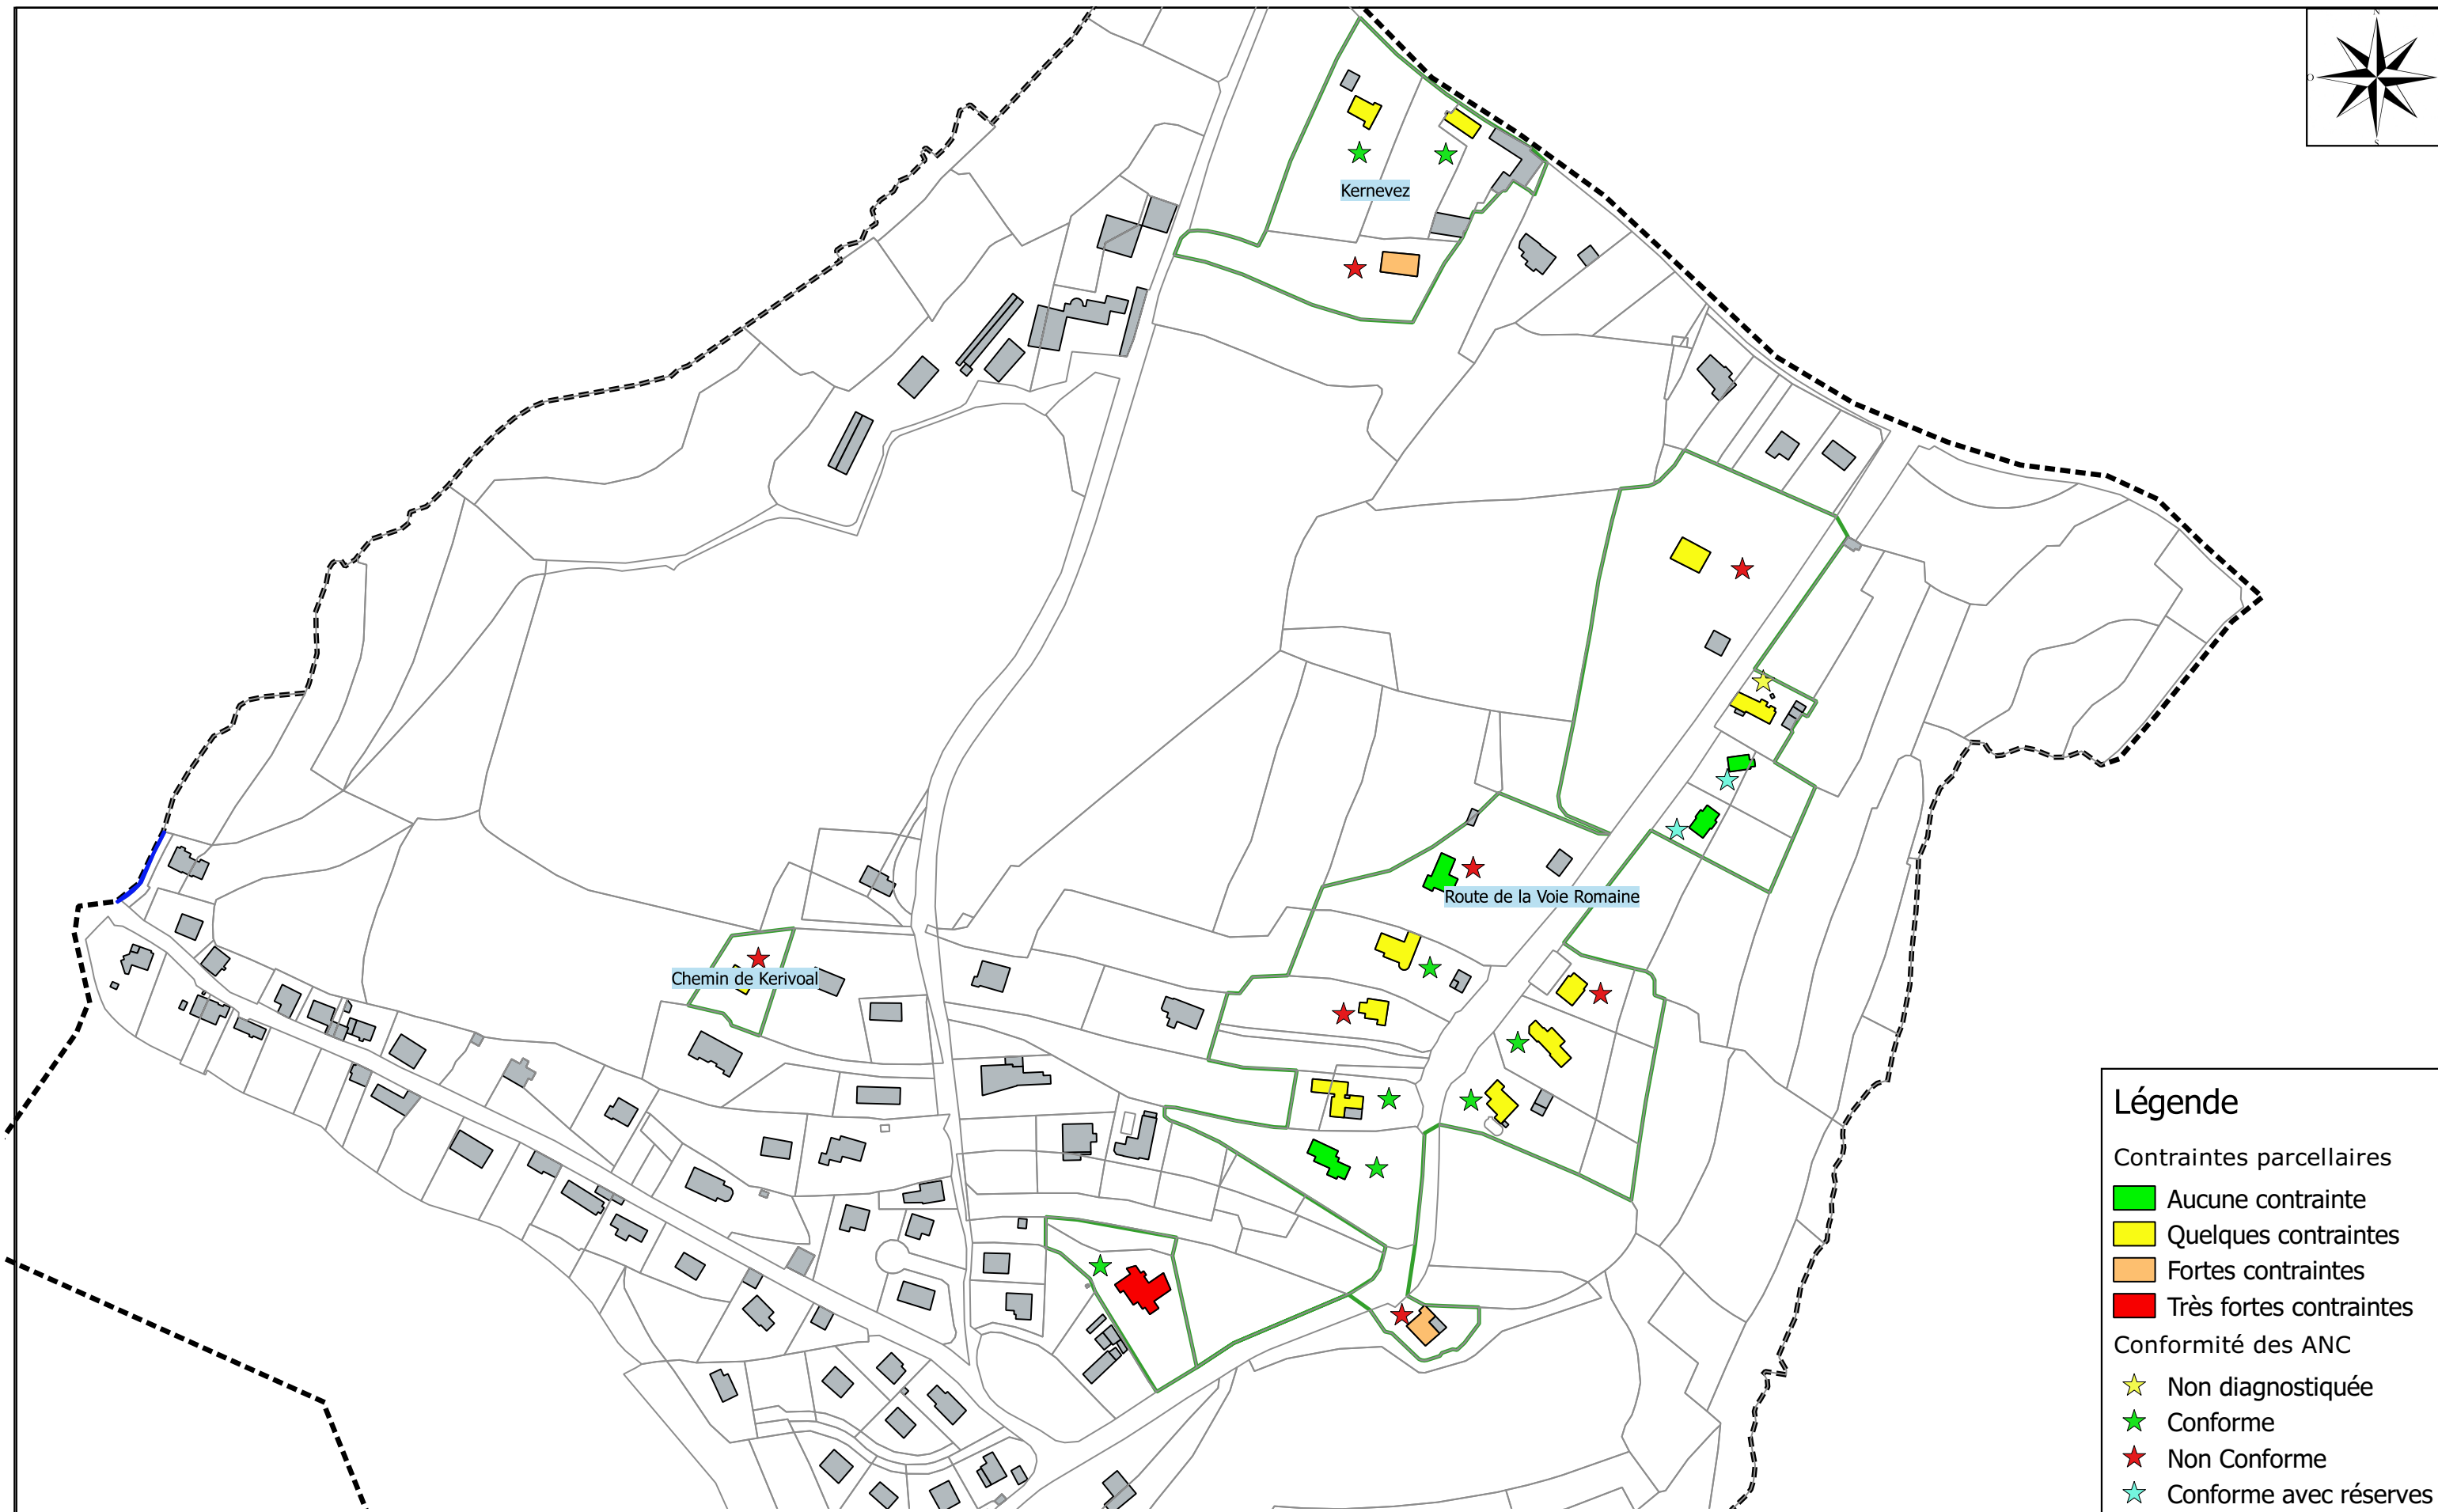 N
O
S
Kernevez
Route de la Voie Romaine
Chemin de Kerivoal
Légende
Contraintes parcellaires
Aucune contrainte
Quelques contraintes
Fortes contraintes
Très fortes contraintes
Conformité des ANC
Non diagnostiquée
Conforme
Non Conforme
Conforme avec réserves